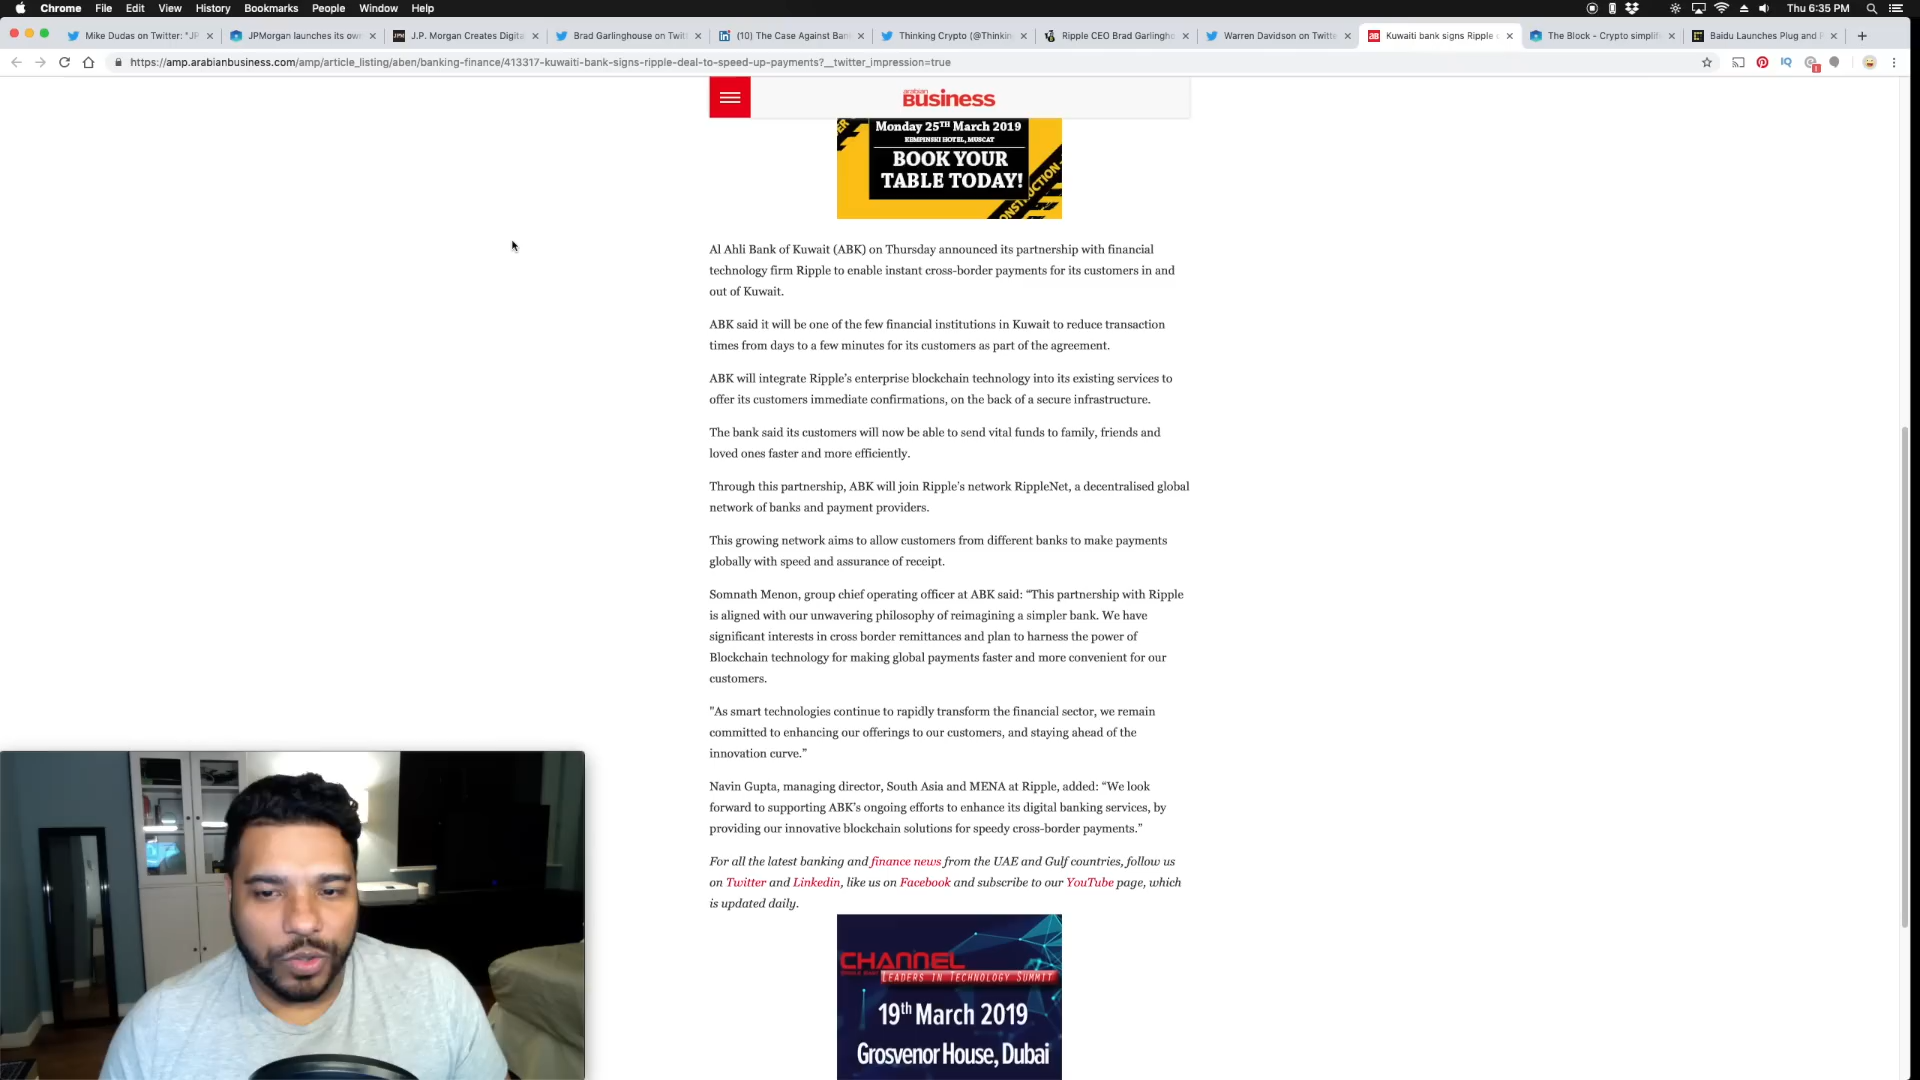 Chrome File Edit View History Bookmarks People Window Help Thu 6:35 PM
Mike Dudas on Twitter: "JP JPMorgan launches its own J.P. Morgan Creates Digital Brad Garlinghouse on Twitt (10) The Case Against Ban Thinking Crypto (@Thinkin Ripple CEO Brad Garlingho Warren Davidson on Twitte Kuwaiti bank signs Ripple The Block - Crypto simplifi Baidu Launches Plug and P
https://amp.arabianbusiness.com/amp/article_listing/aben/banking-finance/413317-kuwaiti-bank-signs-ripple-deal-to-speed-up-payments?__twitter_impression=true
arabian
BUSINESS
Monday 25TH March 2019
KEMPINSKI HOTEL, MUSCAT
BOOK YOUR
TABLE TODAY!
Al Ahli Bank of Kuwait (ABK) on Thursday announced its partnership with financial
technology firm Ripple to enable instant cross-border payments for its customers in and
out of Kuwait.
ABK said it will be one of the few financial institutions in Kuwait to reduce transaction
times from days to a few minutes for its customers as part of the agreement.
ABK will integrate Ripple's enterprise blockchain technology into its existing services to
offer its customers immediate confirmations, on the back of a secure infrastructure.
The bank said its customers will now be able to send vital funds to family, friends and
loved ones faster and more efficiently.
Through this partnership, ABK will join Ripple's network RippleNet, a decentralised global
network of banks and payment providers.
This growing network aims to allow customers from different banks to make payments
globally with speed and assurance of receipt.
Somnath Menon, group chief operating officer at ABK said: “This partnership with Ripple
is aligned with our unwavering philosophy of reimagining a simpler bank. We have
significant interests in cross border remittances and plan to harness the power of
Blockchain technology for making global payments faster and more convenient for our
customers.
"As smart technologies continue to rapidly transform the financial sector, we remain
committed to enhancing our offerings to our customers, and staying ahead of the
innovation curve.”
Navin Gupta, managing director, South Asia and MENA at Ripple, added: “We look
forward to supporting ABK's ongoing efforts to enhance its digital banking services, by
providing our innovative blockchain solutions for speedy cross-border payments.”
For all the latest banking and finance news from the UAE and Gulf countries, follow us
on Twitter and Linkedin, like us on Facebook and subscribe to our YouTube page, which
is updated daily.
CHANNEL
LEADERS IN TECHNOLOGY SUMMIT
19th March 2019
Grosvenor House, Dubai